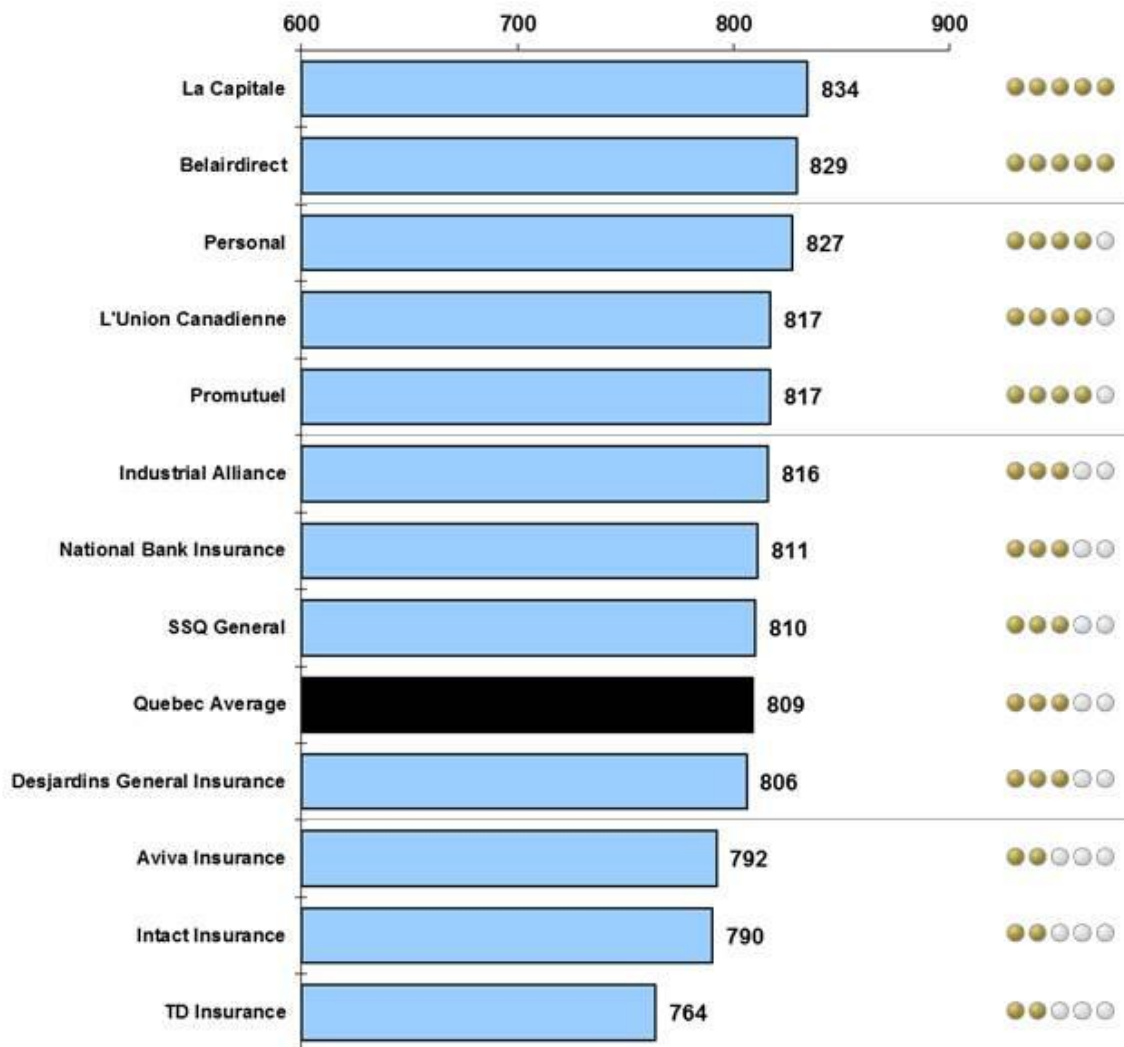 600 700 800 900
La Capitale 834
Belairdirect 829
Personal 827
L'Union Canadienne 817
Promutuel 817
Industrial Alliance 816
National Bank Insurance 811
SSQ General 810
Quebec Average 809
Desjardins General Insurance 806
Aviva Insurance 792
Intact Insurance 790
TD Insurance 764